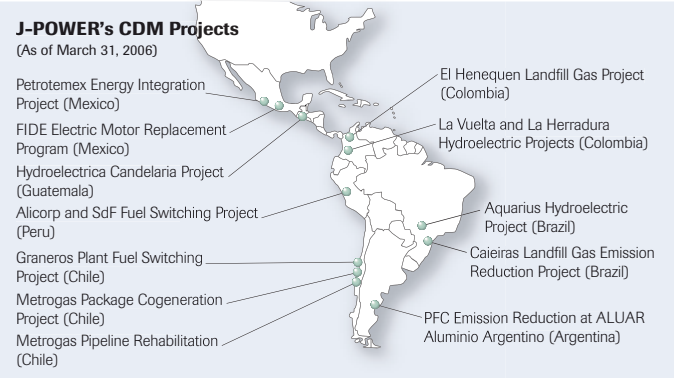 J-POWER's CDM Projects
(As of March 31, 2006)
Petrotemex Energy Integration
Project (Mexico)
FIDE Electric Motor Replacement
Program (Mexico)
Hydroelectrica Candelaria Project
(Guatemala)
Alicorp and SdF Fuel Switching Project
(Peru)
Graneros Plant Fuel Switching
Project (Chile)
Metrogas Package Cogeneration
Project (Chile)
Metrogas Pipeline Rehabilitation
(Chile)
El Henequen Landfill Gas Project
(Colombia)
La Vuelta and La Herradura
Hydroelectric Projects (Colombia)
Aquarius Hydroelectric
Project (Brazil)
Caieiras Landfill Gas Emission
Reduction Project (Brazil)
PFC Emission Reduction at ALUAR
Aluminio Argentino (Argentina)